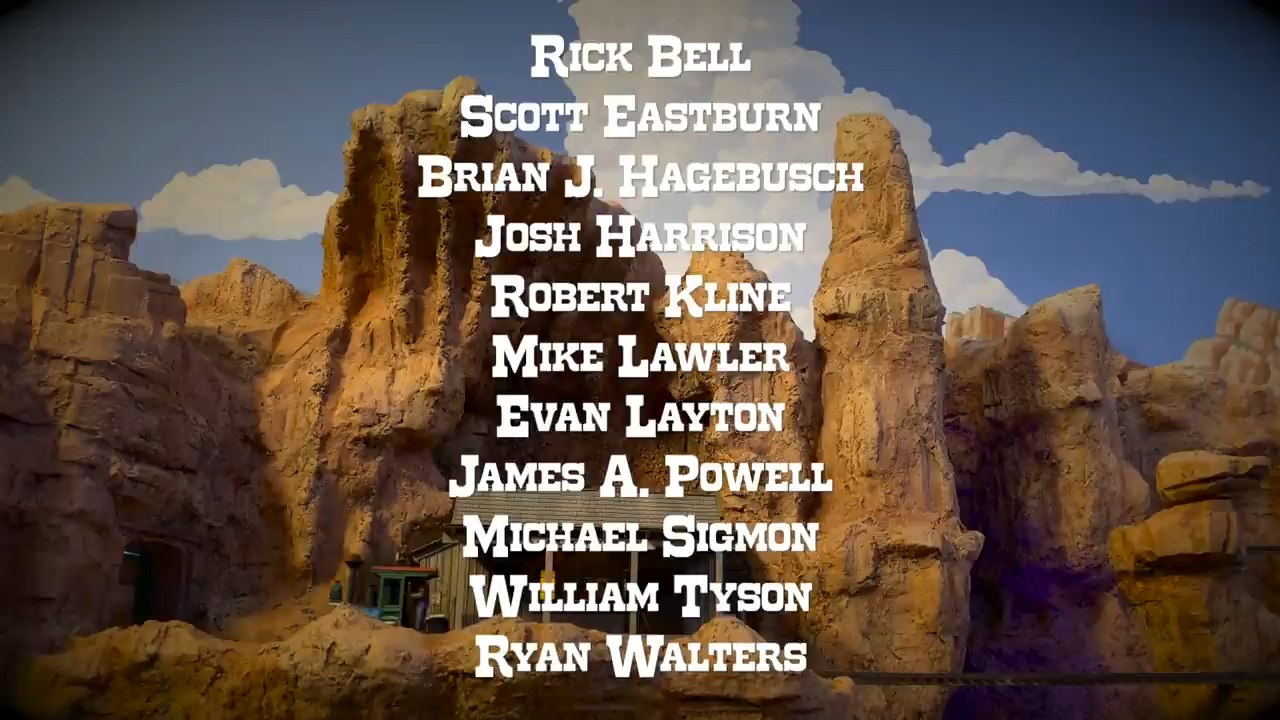 Rick Bell
Scott Eastburn
Brian J. Hagebusch
Josh Harrison
Robert Kline
Mike Lawler
Evan Layton
James A. Powell
Michael Sigmon
William Tyson
Ryan Walters